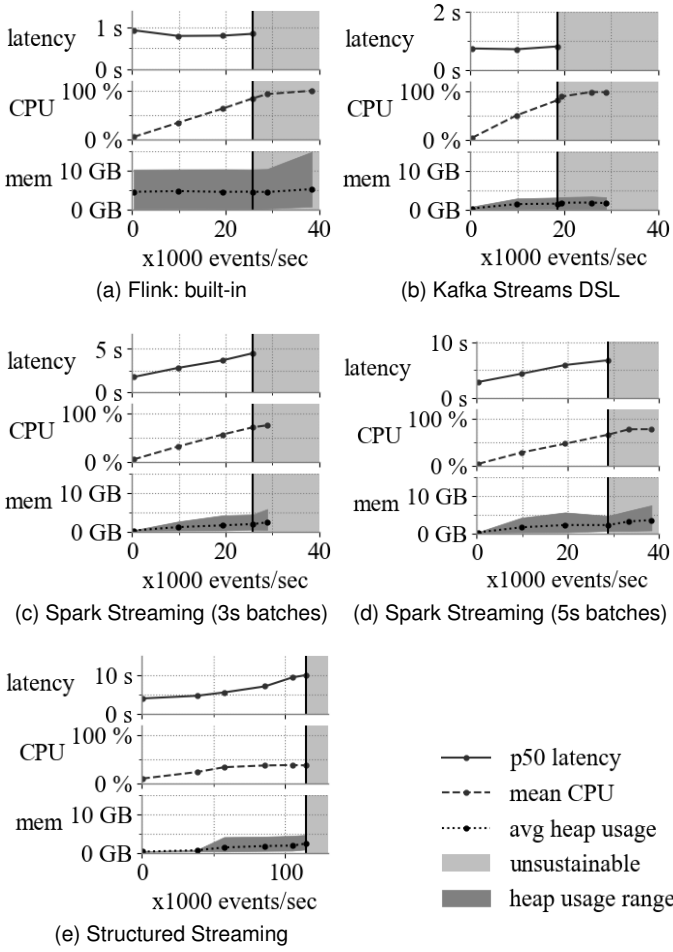 latency
1 s
0 s
CPU
100 %
0 %
mem
10 GB
0 GB
0
20
40
x1000 events/sec
(a) Flink: built-in
latency
2 s
0 s
CPU
100 %
0 %
mem
10 GB
0 GB
0
20
40
x1000 events/sec
(b) Kafka Streams DSL
latency
5 s
0 s
CPU
100 %
0 %
mem
10 GB
0 GB
0
20
40
x1000 events/sec
(c) Spark Streaming (3s batches)
latency
10 s
0 s
CPU
100 %
0 %
mem
10 GB
0 GB
0
20
40
x1000 events/sec
(d) Spark Streaming (5s batches)
latency
10 s
0 s
CPU
100 %
0 %
mem
10 GB
0 GB
0
100
x1000 events/sec
(e) Structured Streaming
p50 latency
mean CPU
avg heap usage
unsustainable
heap usage range